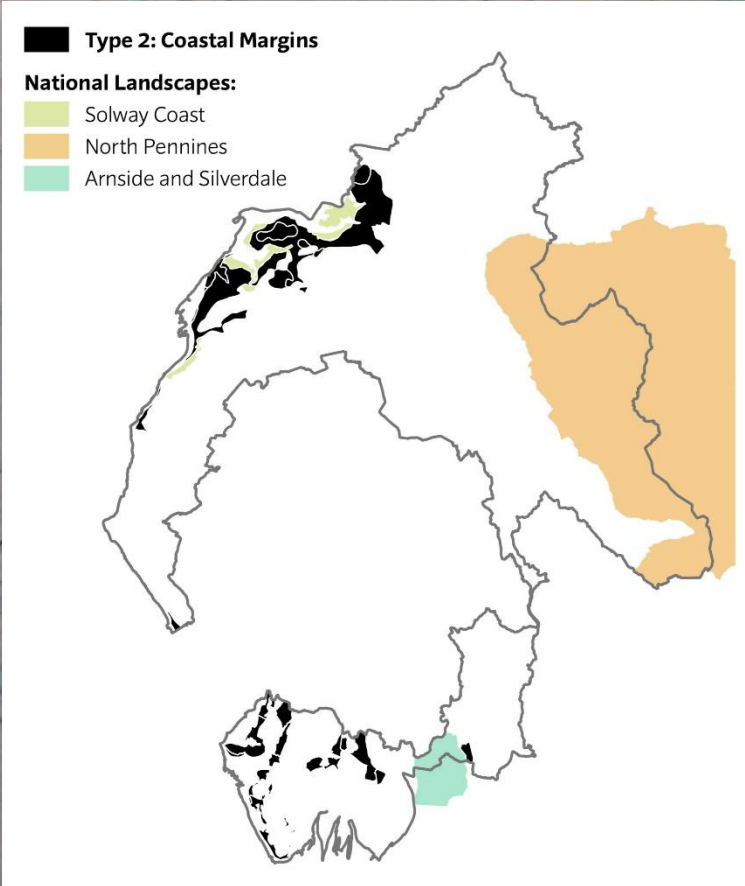 Type 2: Coastal Margins
National Landscapes:
Solway Coast
North Pennines
Arnside and Silverdale